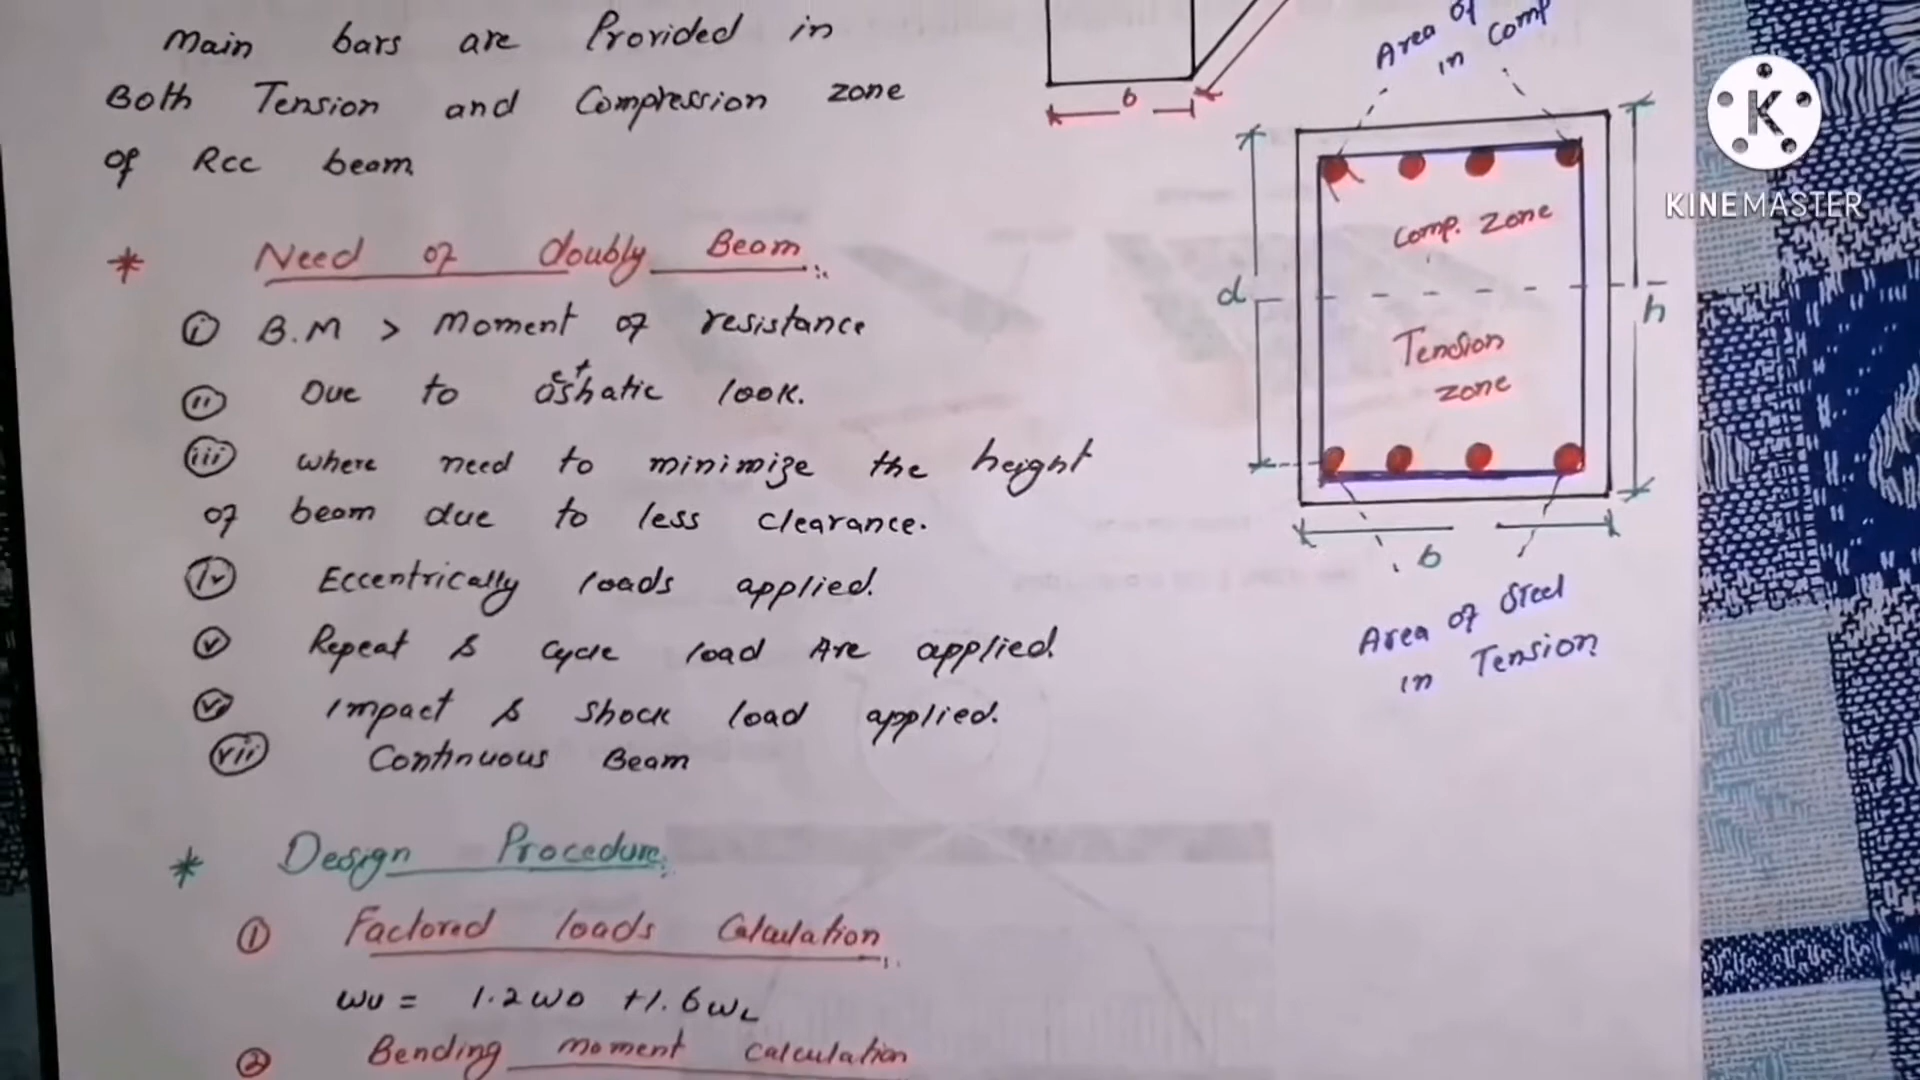 main bars are Provided in
Both Tension and Compression zone
of Rcc beam
* Need of doubly Beam
(i) B.M > moment of resistance
(ii) Due to asthatic look.
(iii) where need to minimize the height
of beam due to less clearance.
(iv) Eccentrically loads applied.
(v) Repeat & Cycle load Are applied.
(vi) Impact & shock load applied.
(vii) Continuous Beam
* Design Procedure
① Factored loads Calculation
wu = 1.2wD +1.6wL
② Bending moment calculation
b
Area of
in Comp
Comp. zone
d
h
Tension
zone
b
Area of Steel
in Tension
K
KINEMASTER